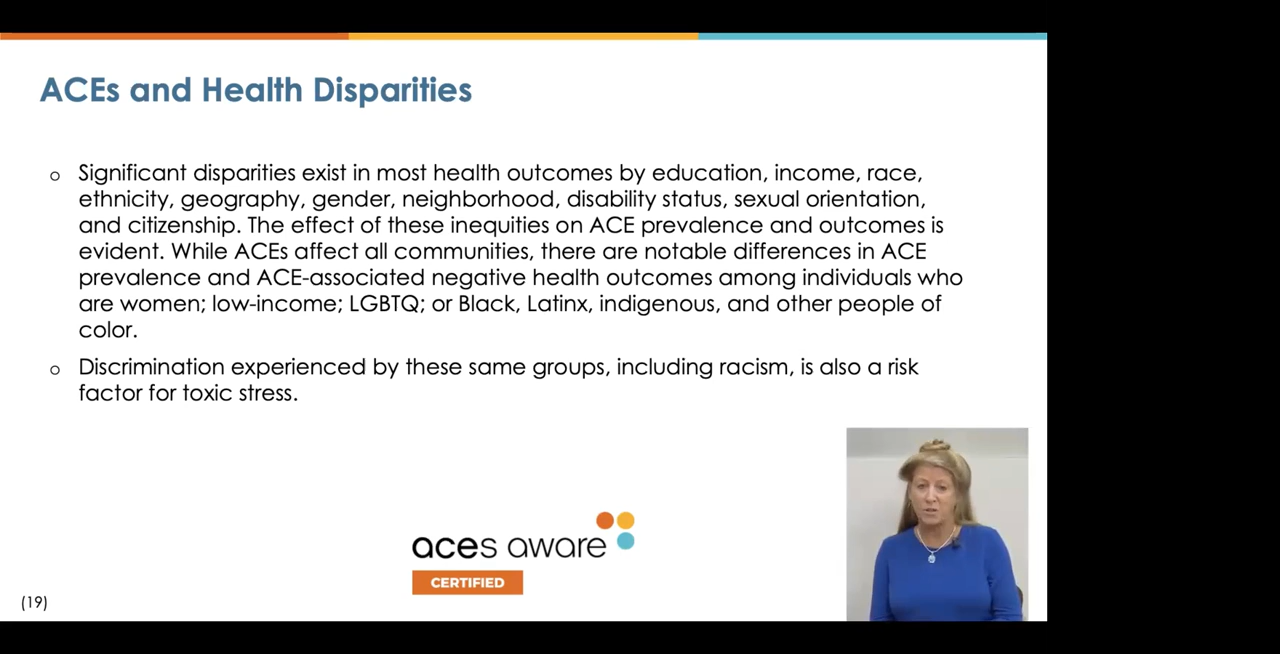 ACEs and Health Disparities
o Significant disparities exist in most health outcomes by education, income, race,
ethnicity, geography, gender, neighborhood, disability status, sexual orientation,
and citizenship. The effect of these inequities on ACE prevalence and outcomes is
evident. While ACEs affect all communities, there are notable differences in ACE
prevalence and ACE-associated negative health outcomes among individuals who
are women; low-income; LGBTQ; or Black, Latinx, indigenous, and other people of
color.
o Discrimination experienced by these same groups, including racism, is also a risk
factor for toxic stress.
aces aware
CERTIFIED
(19)